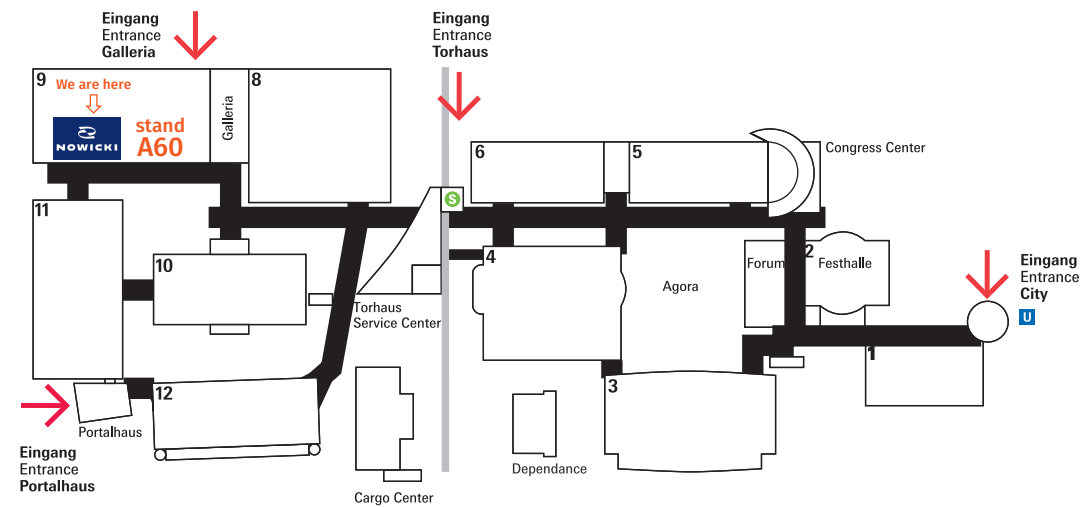 Eingang
Entrance
Galleria
Eingang
Entrance
Torhaus
9
We are here
NOWICKI
stand
A60
Galleria
8
6
5
Congress Center
S
11
10
4
Agora
Forum
2
Festhalle
Eingang
Entrance
City
U
Torhaus
Service Center
1
12
3
Portalhaus
Eingang
Entrance
Portalhaus
Cargo Center
Dependance